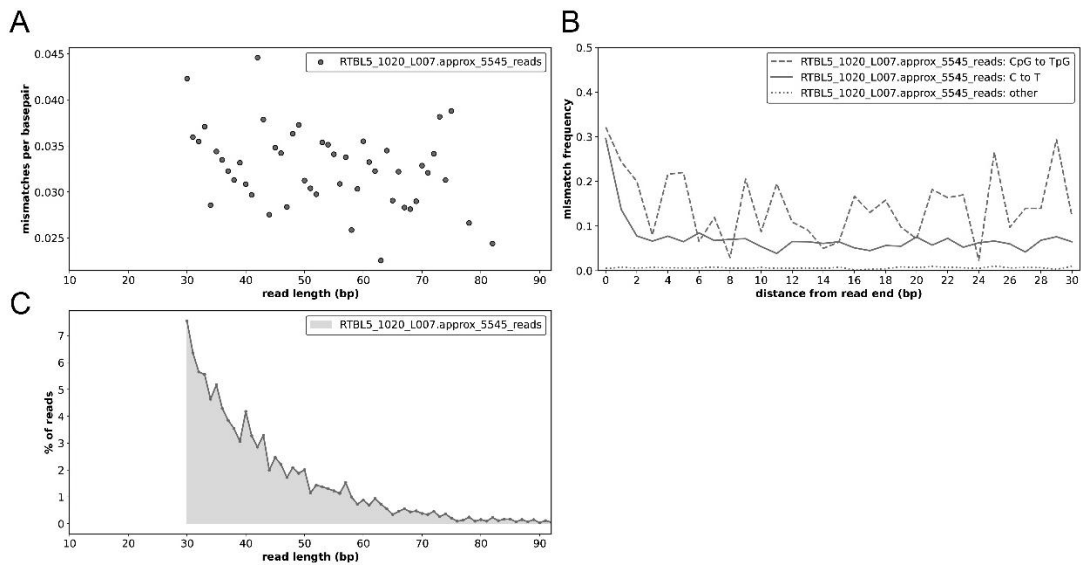 A
0.045
0.040
0.035
0.030
0.025
mismatches per basepair
RTBL5_1020_L007.approx_5545_reads
10 20 30 40 50 60 70 80 90
read length (bp)
B
0.5
0.4
0.3
0.2
0.1
0.0
mismatch frequency
RTBL5_1020_L007.approx_5545_reads: CpG to TpG
RTBL5_1020_L007.approx_5545_reads: C to T
RTBL5_1020_L007.approx_5545_reads: other
0 2 4 6 8 10 12 14 16 18 20 22 24 26 28 30
distance from read end (bp)
C
7
6
5
4
3
2
1
0
% of reads
RTBL5_1020_L007.approx_5545_reads
10 20 30 40 50 60 70 80 90
read length (bp)